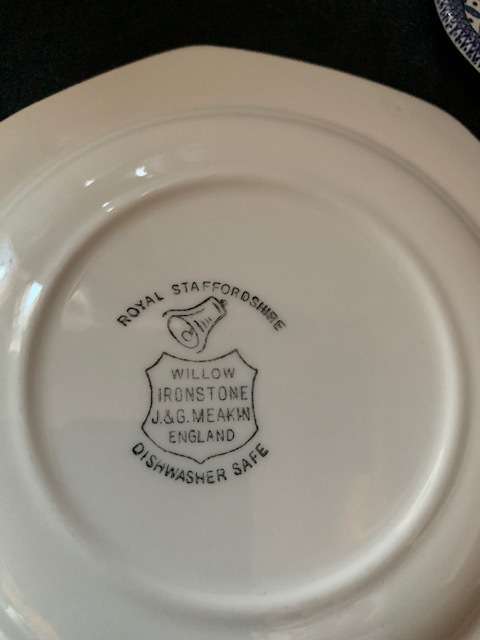 ROYAL STAFFORDSHIRE
WILLOW
IRONSTONE
J.&G. MEAKIN
ENGLAND
DISHWASHER SAFE